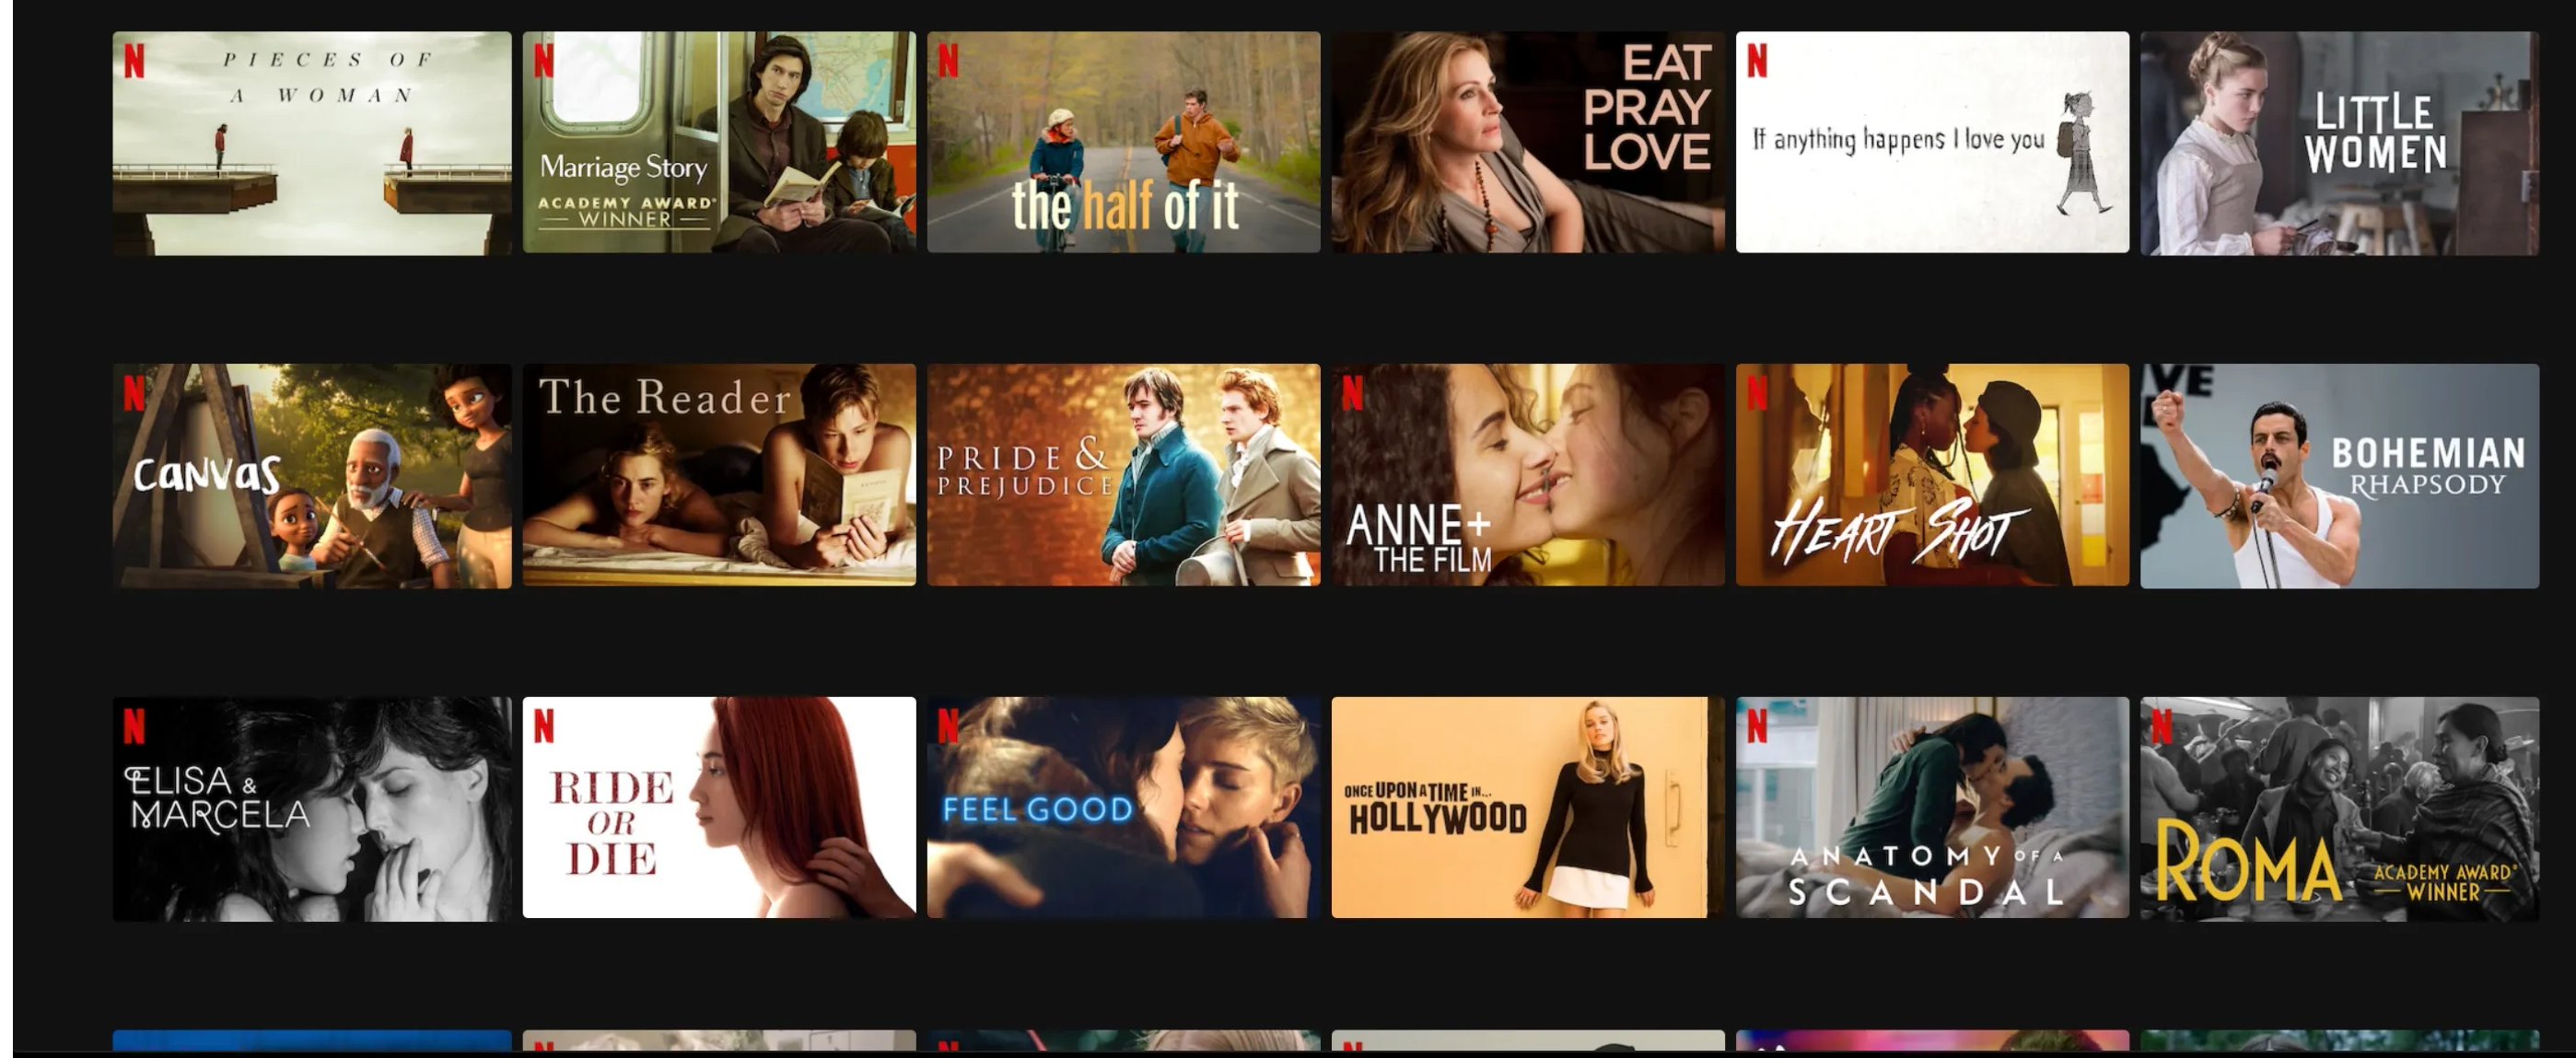 PIECES OF
A WOMAN
Marriage Story
ACADEMY AWARD®
WINNER
the half of it
EAT
PRAY
LOVE
If anything happens I love you
LITTLE
WOMEN
CANVAS
The Reader
PRIDE &
PREJUDICE
ANNE+
THE FILM
HEART SHOT
VE
BOHEMIAN
RHAPSODY
ELISA &
MARCELA
RIDE
OR
DIE
FEEL GOOD
ONCE UPON A TIME IN...
HOLLYWOOD
ANATOMY OF A
SCANDAL
ROMA
ACADEMY AWARD®
WINNER